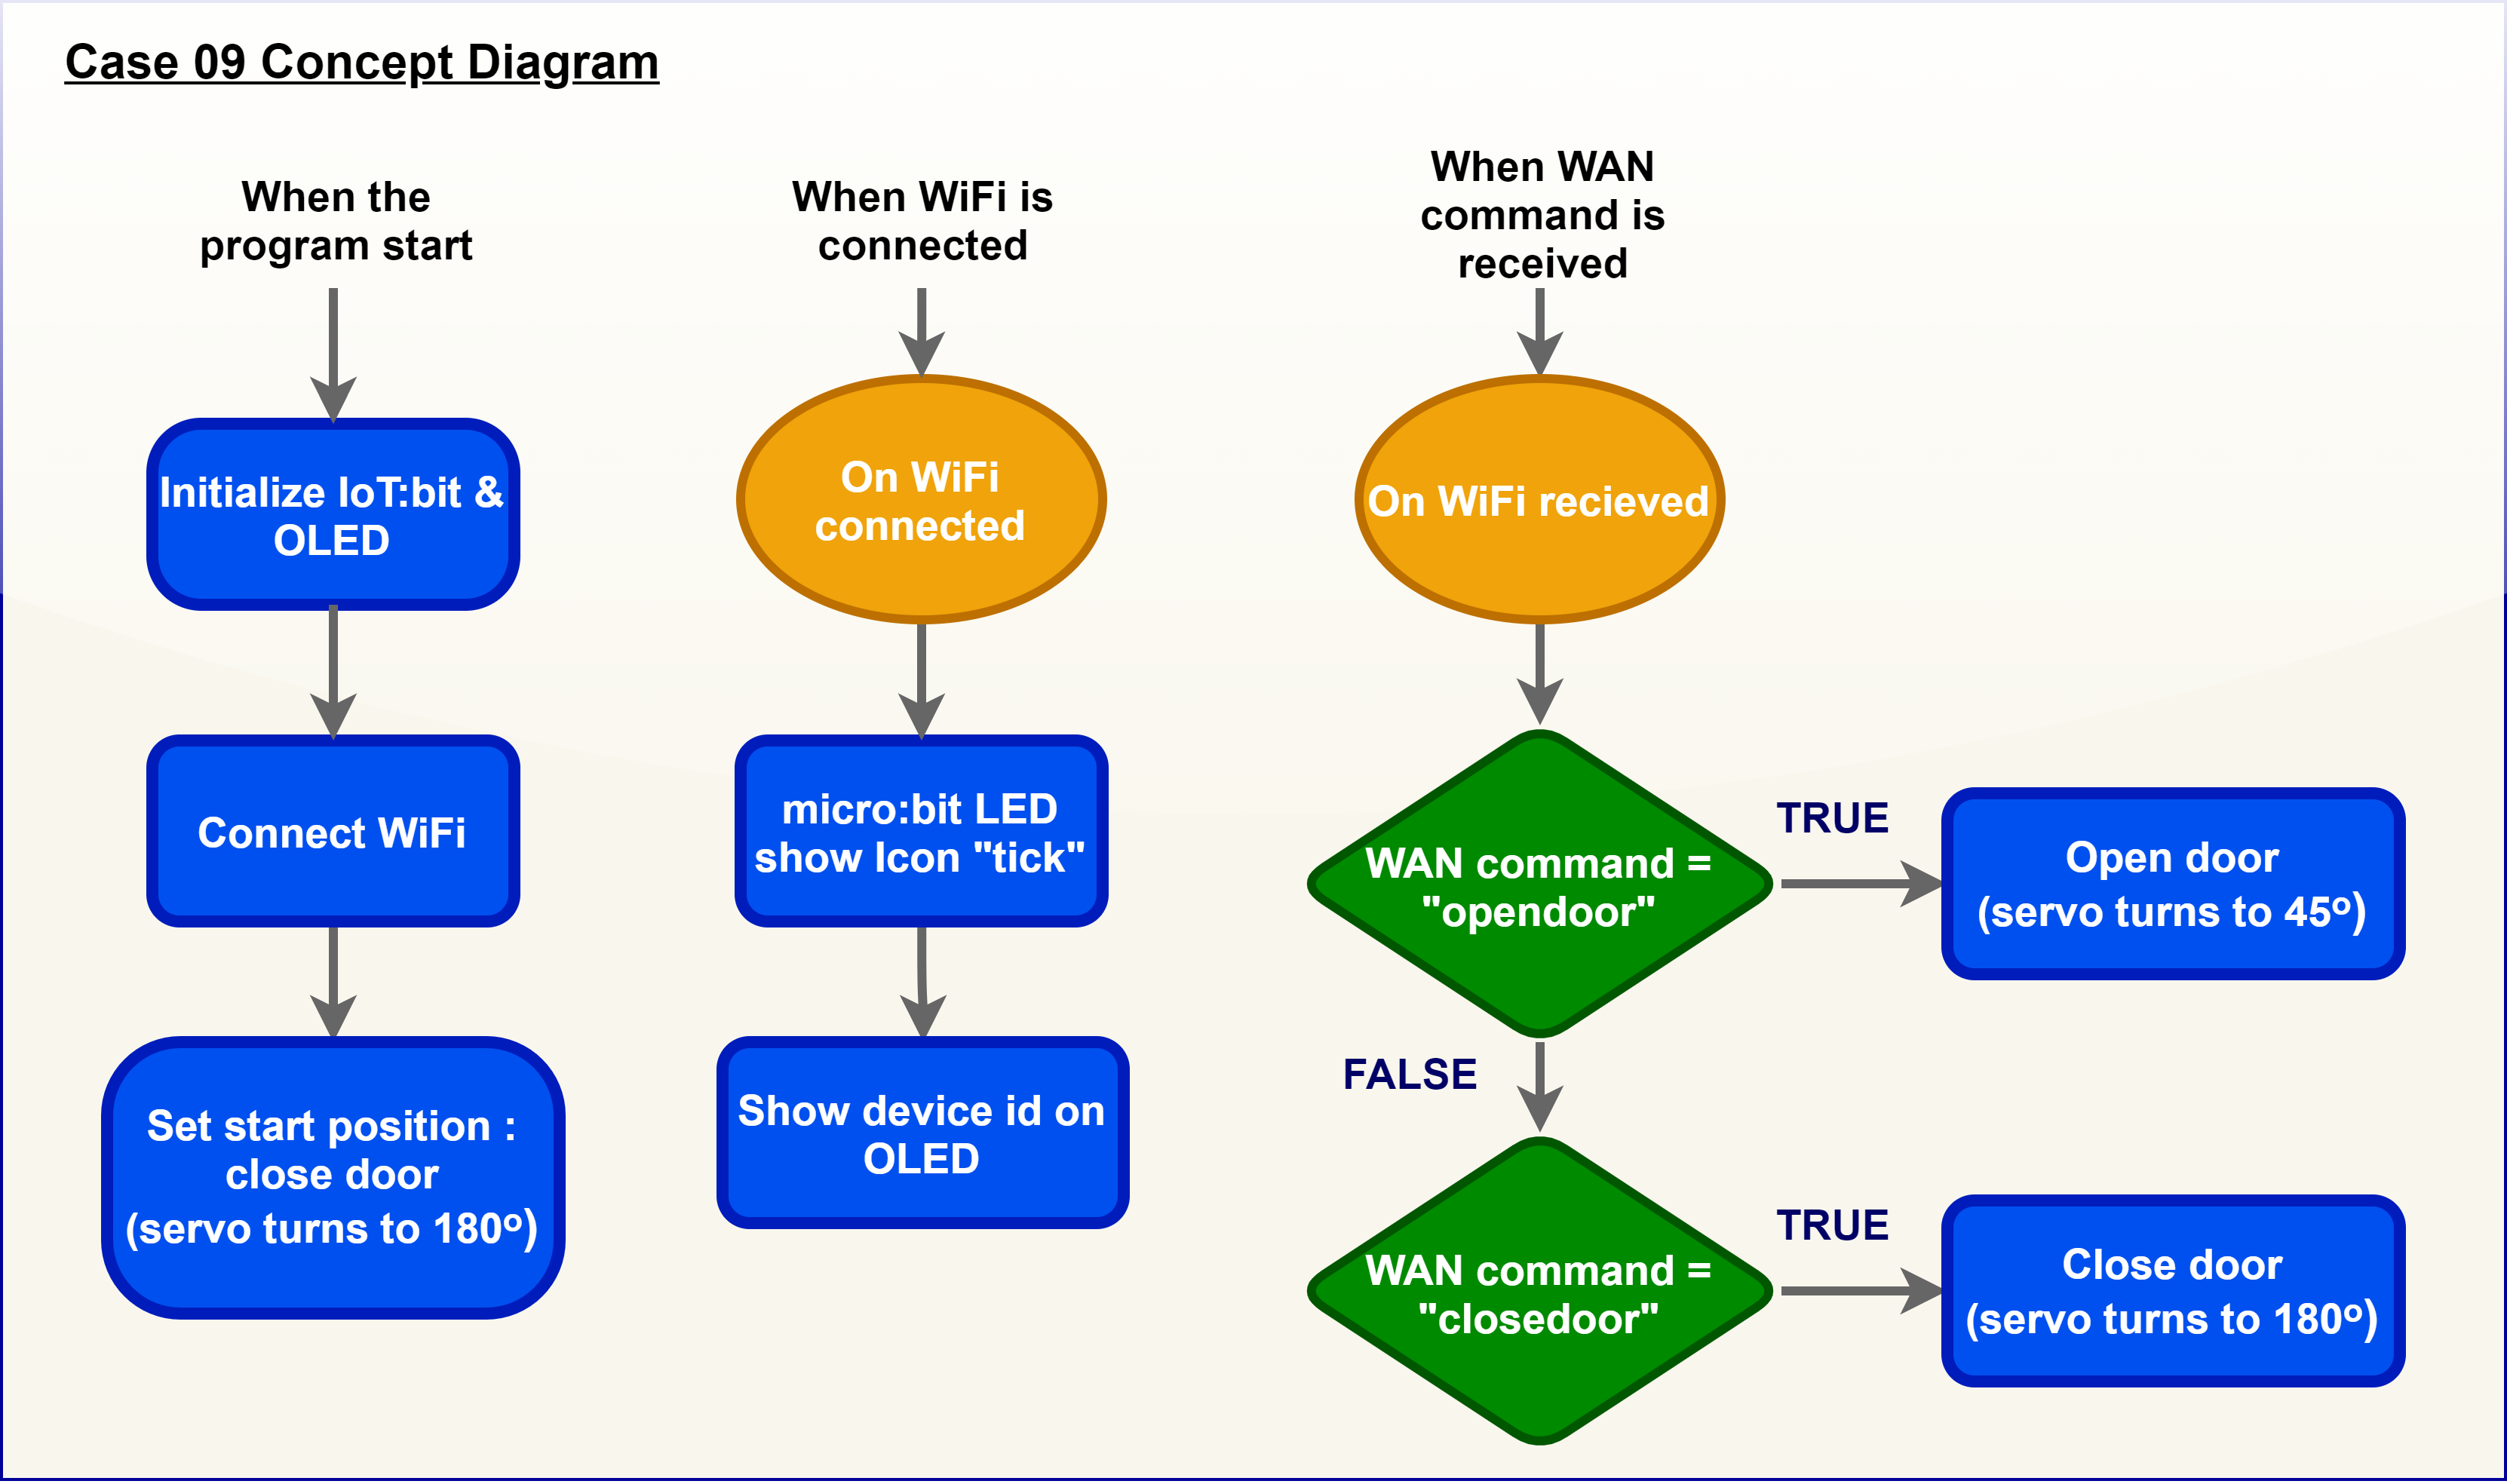 Case 09 Concept Diagram
When the
program start
Initialize IoT:bit &
OLED
Connect WiFi
Set start position :
close door
(servo turns to 180º)
When WiFi is
connected
On WiFi
connected
micro:bit LED
show Icon "tick"
Show device id on
OLED
When WAN
command is
received
On WiFi recieved
WAN command =
"opendoor"
TRUE
Open door
(servo turns to 45º)
FALSE
WAN command =
"closedoor"
TRUE
Close door
(servo turns to 180º)